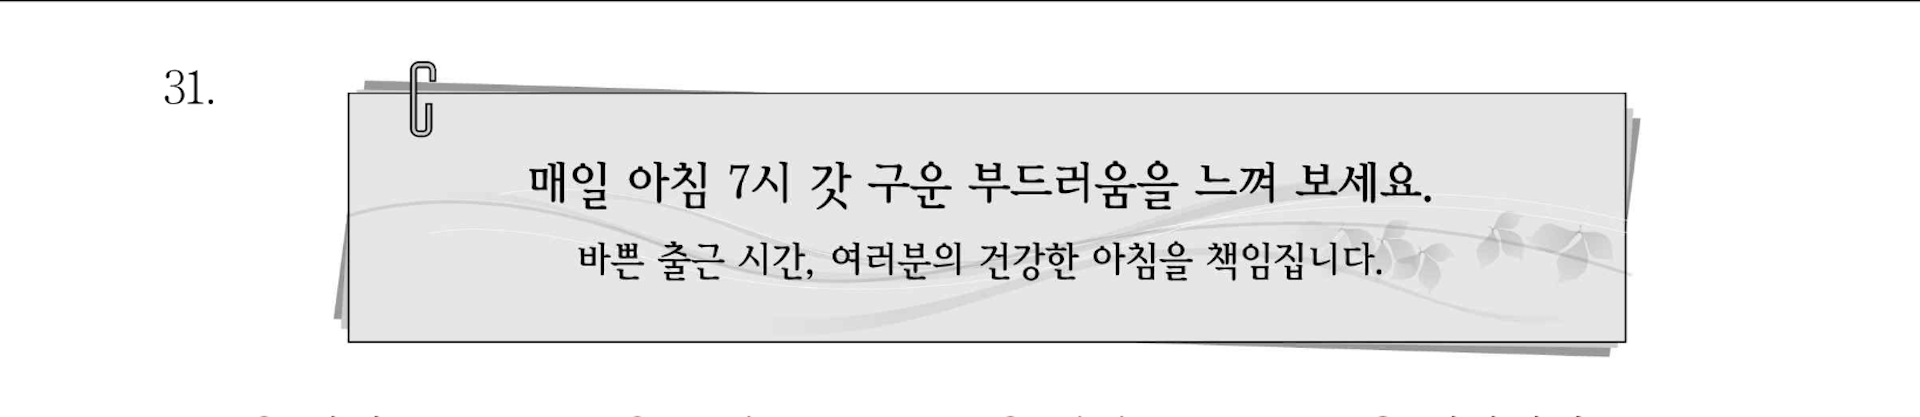 31.
매일 아침 7시 갓 구운 부드러움을 느껴 보세요.
바쁜 출근 시간, 여러분의 건강한 아침을 책임집니다.